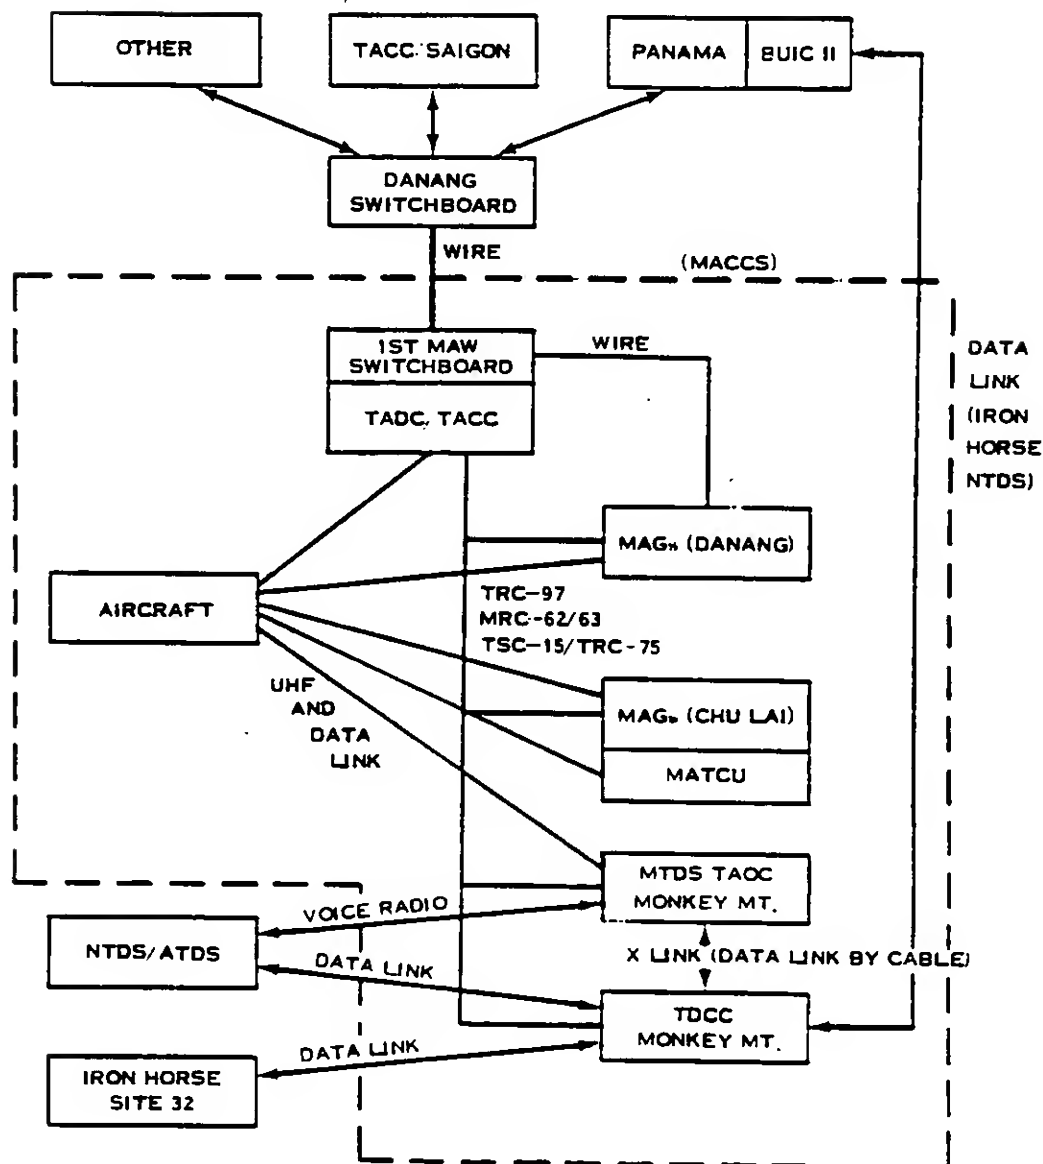 OTHER
TACC SAIGON
PANAMA
BUIC II
DANANG
SWITCHBOARD
WIRE
(MACCS)
1ST MAW
SWITCHBOARD
WIRE
TADC, TACC
DATA
LINK
(IRON
HORSE
NTDS)
MAGs (DANANG)
AIRCRAFT
TRC-97
MRC-62/63
TSC-15/TRC-75
UHF
AND
DATA
LINK
MAGs (CHU LAI)
MATCU
MTDS TAOC
MONKEY MT.
VOICE RADIO
NTDS/ATDS
X LINK (DATA LINK BY CABLE)
DATA LINK
TDCC
MONKEY MT.
DATA LINK
IRON HORSE
SITE 32